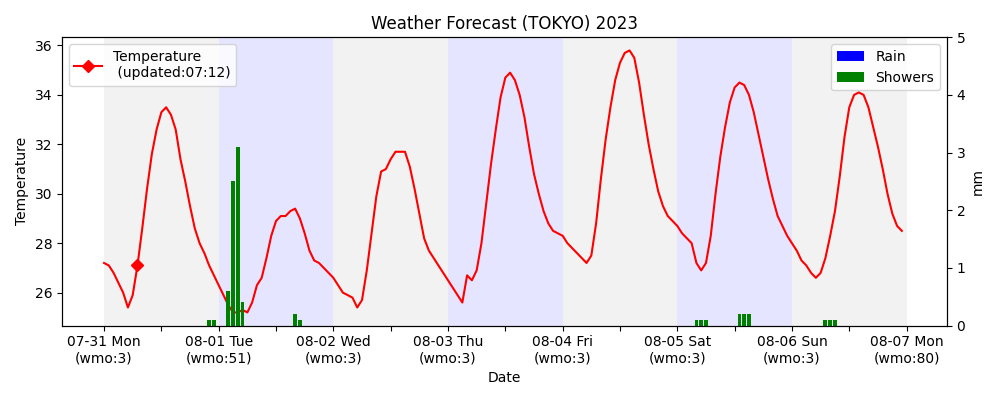 Weather Forecast (TOKYO) 2023
Temperature
(updated:07:12)
Rain
Showers
36
34
32
30
28
26
Temperature
5
4
3
2
1
0
mm
07-31 Mon
(wmo:3)
08-01 Tue
(wmo:51)
08-02 Wed
(wmo:3)
08-03 Thu
(wmo:3)
08-04 Fri
(wmo:3)
08-05 Sat
(wmo:3)
08-06 Sun
(wmo:3)
08-07 Mon
(wmo:80)
Date